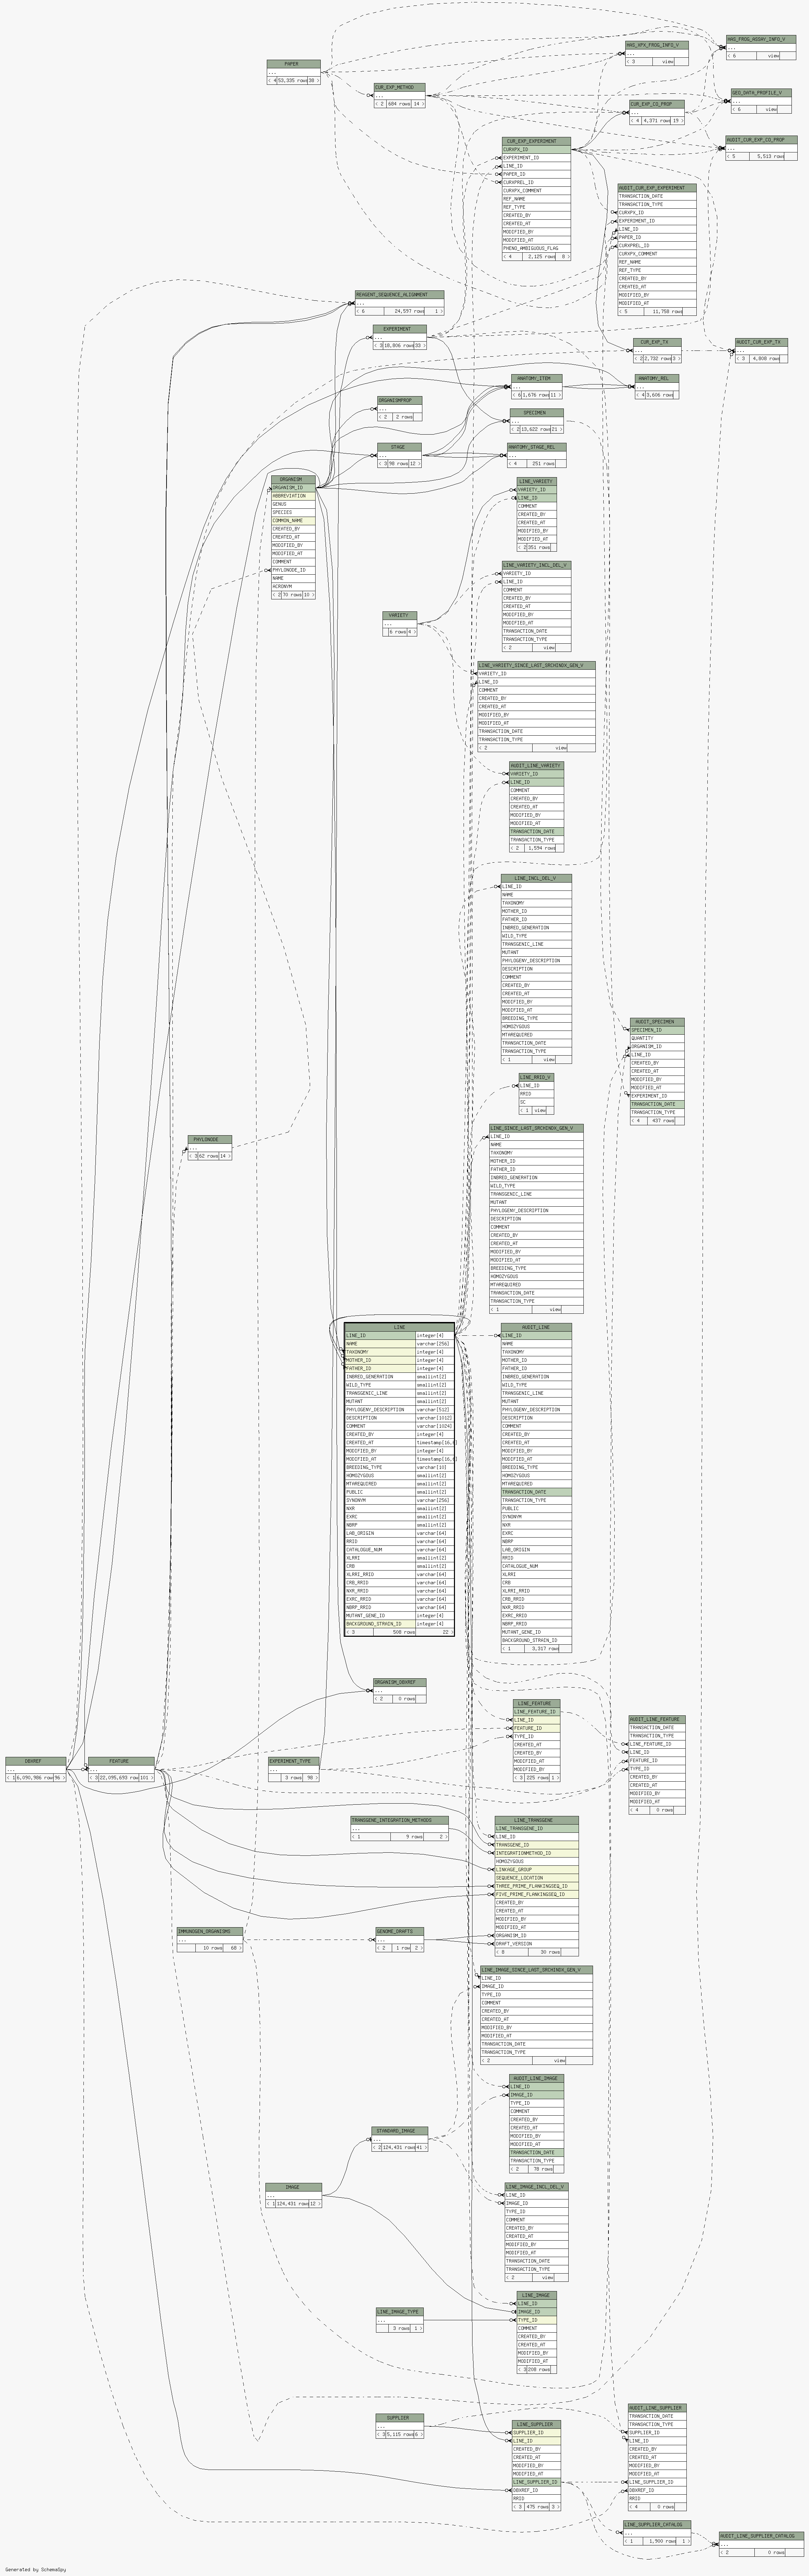 PAPER
...
< 4 53,335 rows 38 >
CUR_EXP_METHOD
...
< 2 684 rows 14 >
...
< 3 view
HAS_FROG_ASSAY_INFO_V
...
< 6 view
GEO_DATA_PROFILE_V
...
< 6 view
CUR_EXP_CO_PROP
...
< 4 4,371 rows 19 >
AUDIT_CUR_EXP_CO_PROP
...
< 5 5,513 rows
CUR_EXP_EXPERIMENT
CURXPX_ID
EXPERIMENT_ID
LINE_ID
PAPER_ID
CURXPREL_ID
CURXPX_COMMENT
REF_NAME
REF_TYPE
CREATED_BY
CREATED_AT
MODIFIED_BY
MODIFIED_AT
PHENO_AMBIGUOUS_FLAG
< 4 2,125 rows 8 >
AUDIT_CUR_EXP_EXPERIMENT
TRANSACTION_DATE
TRANSACTION_TYPE
CURXPX_ID
EXPERIMENT_ID
LINE_ID
PAPER_ID
CURXPREL_ID
CURXPX_COMMENT
REF_NAME
REF_TYPE
CREATED_BY
CREATED_AT
MODIFIED_BY
MODIFIED_AT
< 5 11,758 rows
REAGENT_SEQUENCE_ALIGNMENT
...
< 6 24,597 rows 1 >
EXPERIMENT
...
< 3 18,806 rows 33 >
CUR_EXP_TX
...
< 2 2,732 rows 3 >
AUDIT_CUR_EXP_TX
...
< 3 4,808 rows
ANATOMY_ITEM
...
< 6 1,676 rows 11 >
ANATOMY_REL
...
< 4 3,606 rows
ORGANISMPROP
...
< 2 2 rows
SPECIMEN
...
< 2 13,622 rows 21 >
STAGE
...
< 3 98 rows 12 >
ANATOMY_STAGE_REL
...
< 4 251 rows
ORGANISM
ORGANISM_ID
ABBREVIATION
GENUS
SPECIES
COMMON_NAME
CREATED_BY
CREATED_AT
MODIFIED_BY
MODIFIED_AT
COMMENT
PHYLONODE_ID
NAME
ACRONYM
< 2 70 rows 10 >
LINE_VARIETY
VARIETY_ID
LINE_ID
COMMENT
CREATED_BY
CREATED_AT
MODIFIED_BY
MODIFIED_AT
< 2 351 rows
LINE_VARIETY_INCL_DEL_V
VARIETY_ID
LINE_ID
COMMENT
CREATED_BY
CREATED_AT
MODIFIED_BY
MODIFIED_AT
TRANSACTION_DATE
TRANSACTION_TYPE
< 2 view
VARIETY
...
6 rows 4 >
LINE_VARIETY_SINCE_LAST_SRCHINDX_GEN_V
VARIETY_ID
LINE_ID
COMMENT
CREATED_BY
CREATED_AT
MODIFIED_BY
MODIFIED_AT
TRANSACTION_DATE
TRANSACTION_TYPE
< 2 view
AUDIT_LINE_VARIETY
VARIETY_ID
LINE_ID
COMMENT
CREATED_BY
CREATED_AT
MODIFIED_BY
MODIFIED_AT
TRANSACTION_DATE
TRANSACTION_TYPE
< 2 1,594 rows
LINE_INCL_DEL_V
LINE_ID
NAME
TAXONOMY
MOTHER_ID
FATHER_ID
INBRED_GENERATION
WILD_TYPE
TRANSGENIC_LINE
MUTANT
PHYLOGENY_DESCRIPTION
DESCRIPTION
COMMENT
CREATED_BY
CREATED_AT
MODIFIED_BY
MODIFIED_AT
BREEDING_TYPE
HOMOZYGOUS
MTAREQUIRED
TRANSACTION_DATE
TRANSACTION_TYPE
< 1 view
AUDIT_SPECIMEN
SPECIMEN_ID
QUANTITY
ORGANISM_ID
LINE_ID
CREATED_BY
CREATED_AT
MODIFIED_BY
MODIFIED_AT
EXPERIMENT_ID
TRANSACTION_DATE
TRANSACTION_TYPE
< 4 437 rows
LINE_RRID_V
LINE_ID
RRID
SC
< 1 view
PHYLONODE
...
< 3 62 rows 14 >
LINE_SINCE_LAST_SRCHINDX_GEN_V
LINE_ID
NAME
TAXONOMY
MOTHER_ID
FATHER_ID
INBRED_GENERATION
WILD_TYPE
TRANSGENIC_LINE
MUTANT
PHYLOGENY_DESCRIPTION
DESCRIPTION
COMMENT
CREATED_BY
CREATED_AT
MODIFIED_BY
MODIFIED_AT
BREEDING_TYPE
HOMOZYGOUS
MTAREQUIRED
TRANSACTION_DATE
TRANSACTION_TYPE
< 1 view
LINE
LINE_ID integer[4]
NAME varchar[256]
TAXONOMY integer[4]
MOTHER_ID integer[4]
FATHER_ID integer[4]
INBRED_GENERATION smallint[2]
WILD_TYPE smallint[2]
TRANSGENIC_LINE smallint[2]
MUTANT smallint[2]
PHYLOGENY_DESCRIPTION varchar[512]
DESCRIPTION varchar[1012]
COMMENT varchar[1024]
CREATED_BY integer[4]
CREATED_AT timestamp[16,6]
MODIFIED_BY integer[4]
MODIFIED_AT timestamp[16,6]
BREEDING_TYPE varchar[10]
HOMOZYGOUS smallint[2]
MTAREQUIRED smallint[2]
PUBLIC smallint[2]
SYNONYM varchar[256]
NXR smallint[2]
EXRC smallint[2]
NBRP smallint[2]
LAB_ORIGIN varchar[64]
RRID varchar[64]
CATALOGUE_NUM varchar[64]
XLRRI smallint[2]
CRB smallint[2]
XLRRI_RRID varchar[64]
CRB_RRID varchar[64]
NXR_RRID varchar[64]
EXRC_RRID varchar[64]
NBRP_RRID varchar[64]
MUTANT_GENE_ID integer[4]
BACKGROUND_STRAIN_ID integer[4]
< 3 508 rows 22 >
AUDIT_LINE
LINE_ID
NAME
TAXONOMY
MOTHER_ID
FATHER_ID
INBRED_GENERATION
WILD_TYPE
TRANSGENIC_LINE
MUTANT
PHYLOGENY_DESCRIPTION
DESCRIPTION
COMMENT
CREATED_BY
CREATED_AT
MODIFIED_BY
MODIFIED_AT
BREEDING_TYPE
HOMOZYGOUS
MTAREQUIRED
TRANSACTION_DATE
TRANSACTION_TYPE
PUBLIC
SYNONYM
NXR
EXRC
NBRP
LAB_ORIGIN
RRID
CATALOGUE_NUM
XLRRI
CRB
XLRRI_RRID
CRB_RRID
NXR_RRID
EXRC_RRID
NBRP_RRID
MUTANT_GENE_ID
BACKGROUND_STRAIN_ID
< 1 3,317 rows
ORGANISM_DBXREF
...
< 2 0 rows
LINE_FEATURE
LINE_FEATURE_ID
LINE_ID
FEATURE_ID
TYPE_ID
CREATED_AT
CREATED_BY
MODIFIED_AT
MODIFIED_BY
< 3 225 rows 1 >
AUDIT_LINE_FEATURE
TRANSACTION_DATE
TRANSACTION_TYPE
LINE_FEATURE_ID
LINE_ID
FEATURE_ID
TYPE_ID
CREATED_BY
CREATED_AT
MODIFIED_BY
MODIFIED_AT
< 4 0 rows
DBXREF
...
< 1 6,090,986 rows 96 >
FEATURE
...
< 3 22,095,693 rows 101 >
EXPERIMENT_TYPE
...
3 rows 98 >
TRANSGENE_INTEGRATION_METHODS
...
< 1 9 rows 2 >
LINE_TRANSGENE
LINE_TRANSGENE_ID
LINE_ID
TRANSGENE_ID
INTEGRATIONMETHOD_ID
HOMOZYGOUS
LINKAGE_GROUP
SEQUENCE_LOCATION
THREE_PRIME_FLANKINGSEQ_ID
FIVE_PRIME_FLANKINGSEQ_ID
CREATED_BY
CREATED_AT
MODIFIED_BY
MODIFIED_AT
ORGANISM_ID
DRAFT_VERSION
< 8 30 rows
IMMUNOGEN_ORGANISMS
...
10 rows 68 >
GENOME_DRAFTS
...
< 2 1 row 2 >
LINE_IMAGE_SINCE_LAST_SRCHINDX_GEN_V
LINE_ID
IMAGE_ID
TYPE_ID
COMMENT
CREATED_BY
CREATED_AT
MODIFIED_BY
MODIFIED_AT
TRANSACTION_DATE
TRANSACTION_TYPE
< 2 view
AUDIT_LINE_IMAGE
LINE_ID
IMAGE_ID
TYPE_ID
COMMENT
CREATED_BY
CREATED_AT
MODIFIED_BY
MODIFIED_AT
TRANSACTION_DATE
TRANSACTION_TYPE
< 2 78 rows
STANDARD_IMAGE
...
< 2 124,431 rows 41 >
IMAGE
...
< 1 124,431 rows 12 >
LINE_IMAGE_INCL_DEL_V
LINE_ID
IMAGE_ID
TYPE_ID
COMMENT
CREATED_BY
CREATED_AT
MODIFIED_BY
MODIFIED_AT
TRANSACTION_DATE
TRANSACTION_TYPE
< 2 view
LINE_IMAGE_TYPE
...
3 rows 1 >
LINE_IMAGE
LINE_ID
IMAGE_ID
TYPE_ID
COMMENT
CREATED_BY
CREATED_AT
MODIFIED_BY
MODIFIED_AT
< 3 208 rows
SUPPLIER
...
< 3 5,115 rows 6 >
LINE_SUPPLIER
SUPPLIER_ID
LINE_ID
CREATED_BY
CREATED_AT
MODIFIED_BY
MODIFIED_AT
LINE_SUPPLIER_ID
DBXREF_ID
RRID
< 3 475 rows 3 >
AUDIT_LINE_SUPPLIER
TRANSACTION_DATE
TRANSACTION_TYPE
SUPPLIER_ID
LINE_ID
CREATED_BY
CREATED_AT
MODIFIED_BY
MODIFIED_AT
LINE_SUPPLIER_ID
DBXREF_ID
RRID
< 4 0 rows
LINE_SUPPLIER_CATALOG
...
< 1 1,900 rows 1 >
AUDIT_LINE_SUPPLIER_CATALOG
...
< 2 0 rows
Generated by SchemaSpy